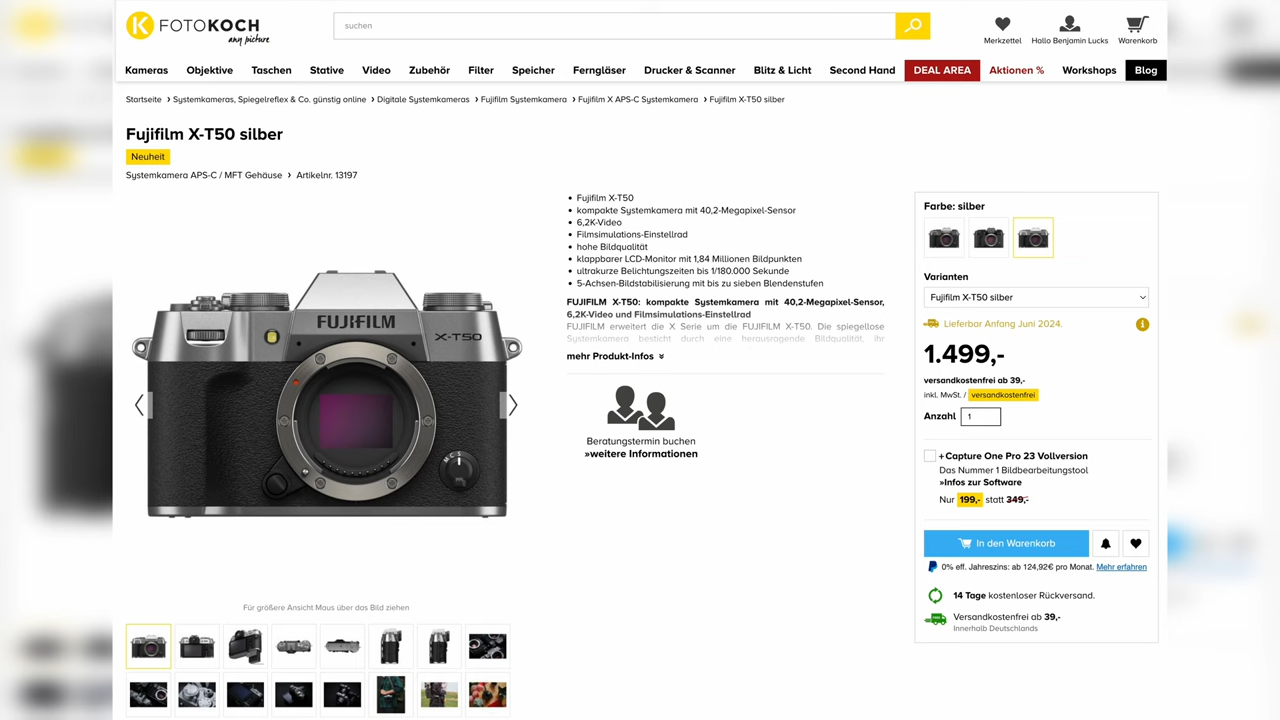 K FOTOKOCH
any picture
suchen
Merkzettel
Hallo Benjamin Lucks
Warenkorb
Kameras Objektive Taschen Stative Video Zubehör Filter Speicher Ferngläser Drucker & Scanner Blitz & Licht Second Hand DEAL AREA Aktionen % Workshops Blog
Startseite › Systemkameras, Spiegelreflex & Co. günstig online › Digitale Systemkameras › Fujifilm Systemkamera › Fujifilm X APS-C Systemkamera › Fujifilm X-T50 silber
Fujifilm X-T50 silber
Neuheit
Systemkamera APS-C / MFT Gehäuse › Artikelnr. 13197
FUJIFILM
X-T50
M C S
Für größere Ansicht Maus über das Bild ziehen
• Fujifilm X-T50
• kompakte Systemkamera mit 40,2-Megapixel-Sensor
• 6,2K-Video
• Filmsimulations-Einstellrad
• hohe Bildqualität
• klappbarer LCD-Monitor mit 1,84 Millionen Bildpunkten
• ultrakurze Belichtungszeiten bis 1/180.000 Sekunde
• 5-Achsen-Bildstabilisierung mit bis zu sieben Blendenstufen
FUJIFILM X-T50: kompakte Systemkamera mit 40,2-Megapixel-Sensor,
6,2K-Video und Filmsimulations-Einstellrad
FUJIFILM erweitert die X Serie um die FUJIFILM X-T50. Die spiegellose
Systemkamera besticht durch eine herausragende Bildqualität, ihr
mehr Produkt-Infos
Beratungstermin buchen
»weitere Informationen
Farbe: silber
Varianten
Fujifilm X-T50 silber
Lieferbar Anfang Juni 2024.
i
1.499,-
versandkostenfrei ab 39,-
inkl. MwSt. / versandkostenfrei
Anzahl 1
+Capture One Pro 23 Vollversion
Das Nummer 1 Bildbearbeitungstool
»Infos zur Software
Nur 199,- statt 349,-
In den Warenkorb
0% eff. Jahreszins: ab 124,92€ pro Monat. Mehr erfahren
14 Tage kostenloser Rückversand.
Versandkostenfrei ab 39,-
Innerhalb Deutschlands